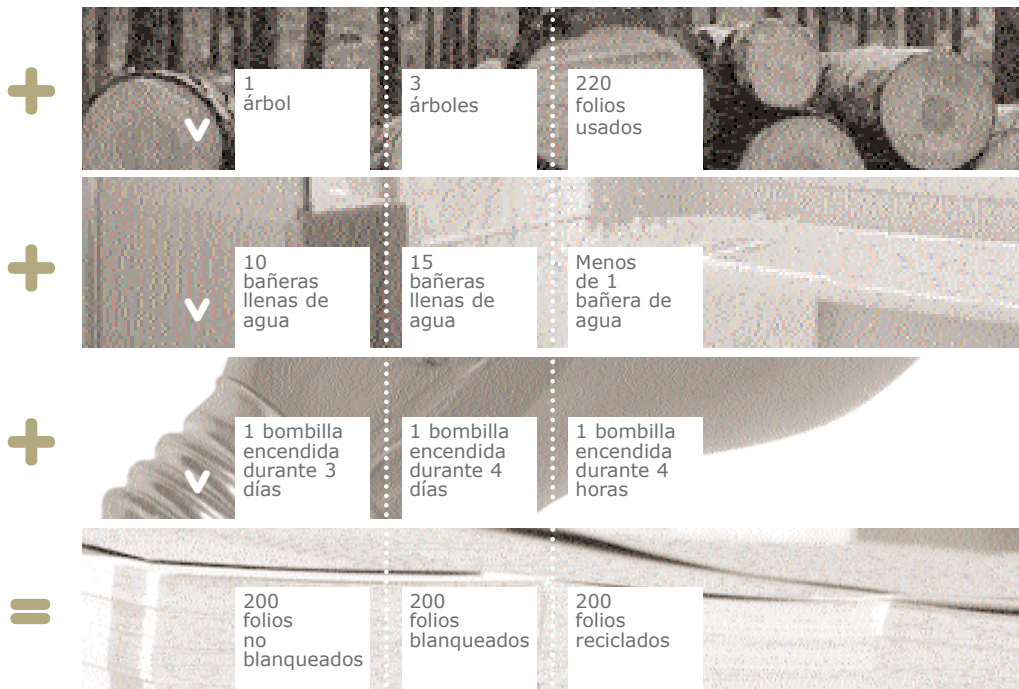 1
árbol
3
árboles
220
folios
usados
10
bañeras
llenas de
agua
15
bañeras
llenas de
agua
Menos
de 1
bañera de
agua
1 bombilla
encendida
durante 3
días
1 bombilla
encendida
durante 4
días
1 bombilla
encendida
durante 4
horas
200
folios
no
blanqueados
200
folios
blanqueados
200
folios
reciclados